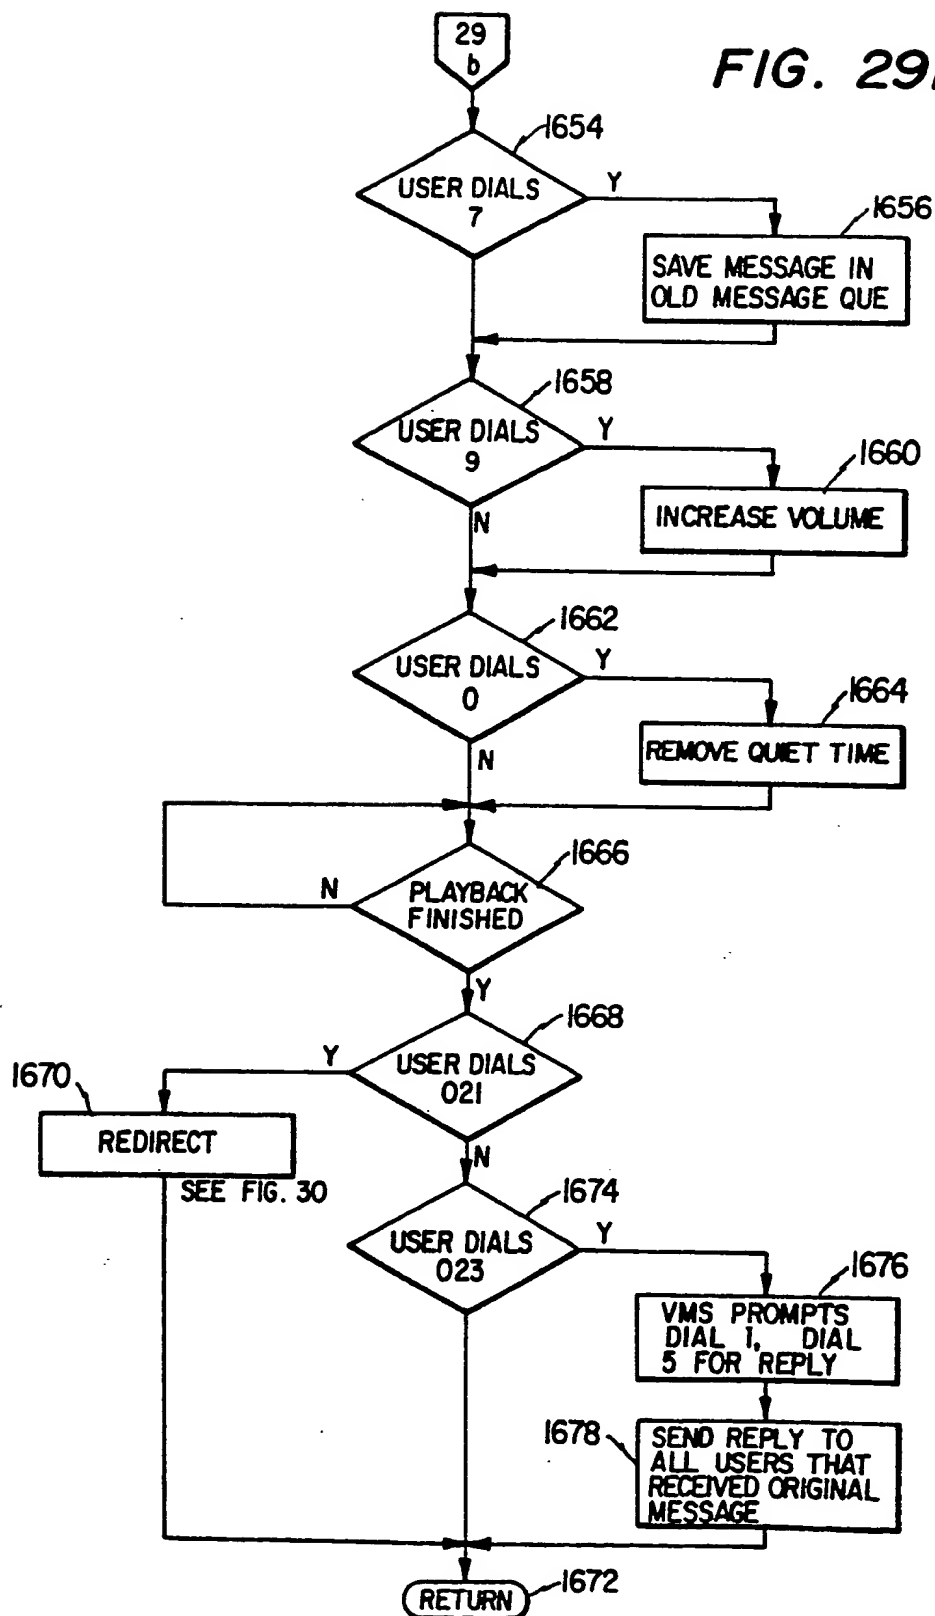 29
b
FIG. 29
1654
USER DIALS
7
Y
1656
SAVE MESSAGE IN
OLD MESSAGE QUE
1658
USER DIALS
9
Y
1660
INCREASE VOLUME
N
1662
USER DIALS
0
Y
1664
REMOVE QUIET TIME
N
1666
PLAYBACK
FINISHED
N
Y
1668
USER DIALS
021
Y
1670
REDIRECT
SEE FIG. 30
N
1674
USER DIALS
023
Y
1676
VMS PROMPTS
DIAL 1, DIAL
5 FOR REPLY
1678
SEND REPLY TO
ALL USERS THAT
RECEIVED ORIGINAL
MESSAGE
RETURN
1672